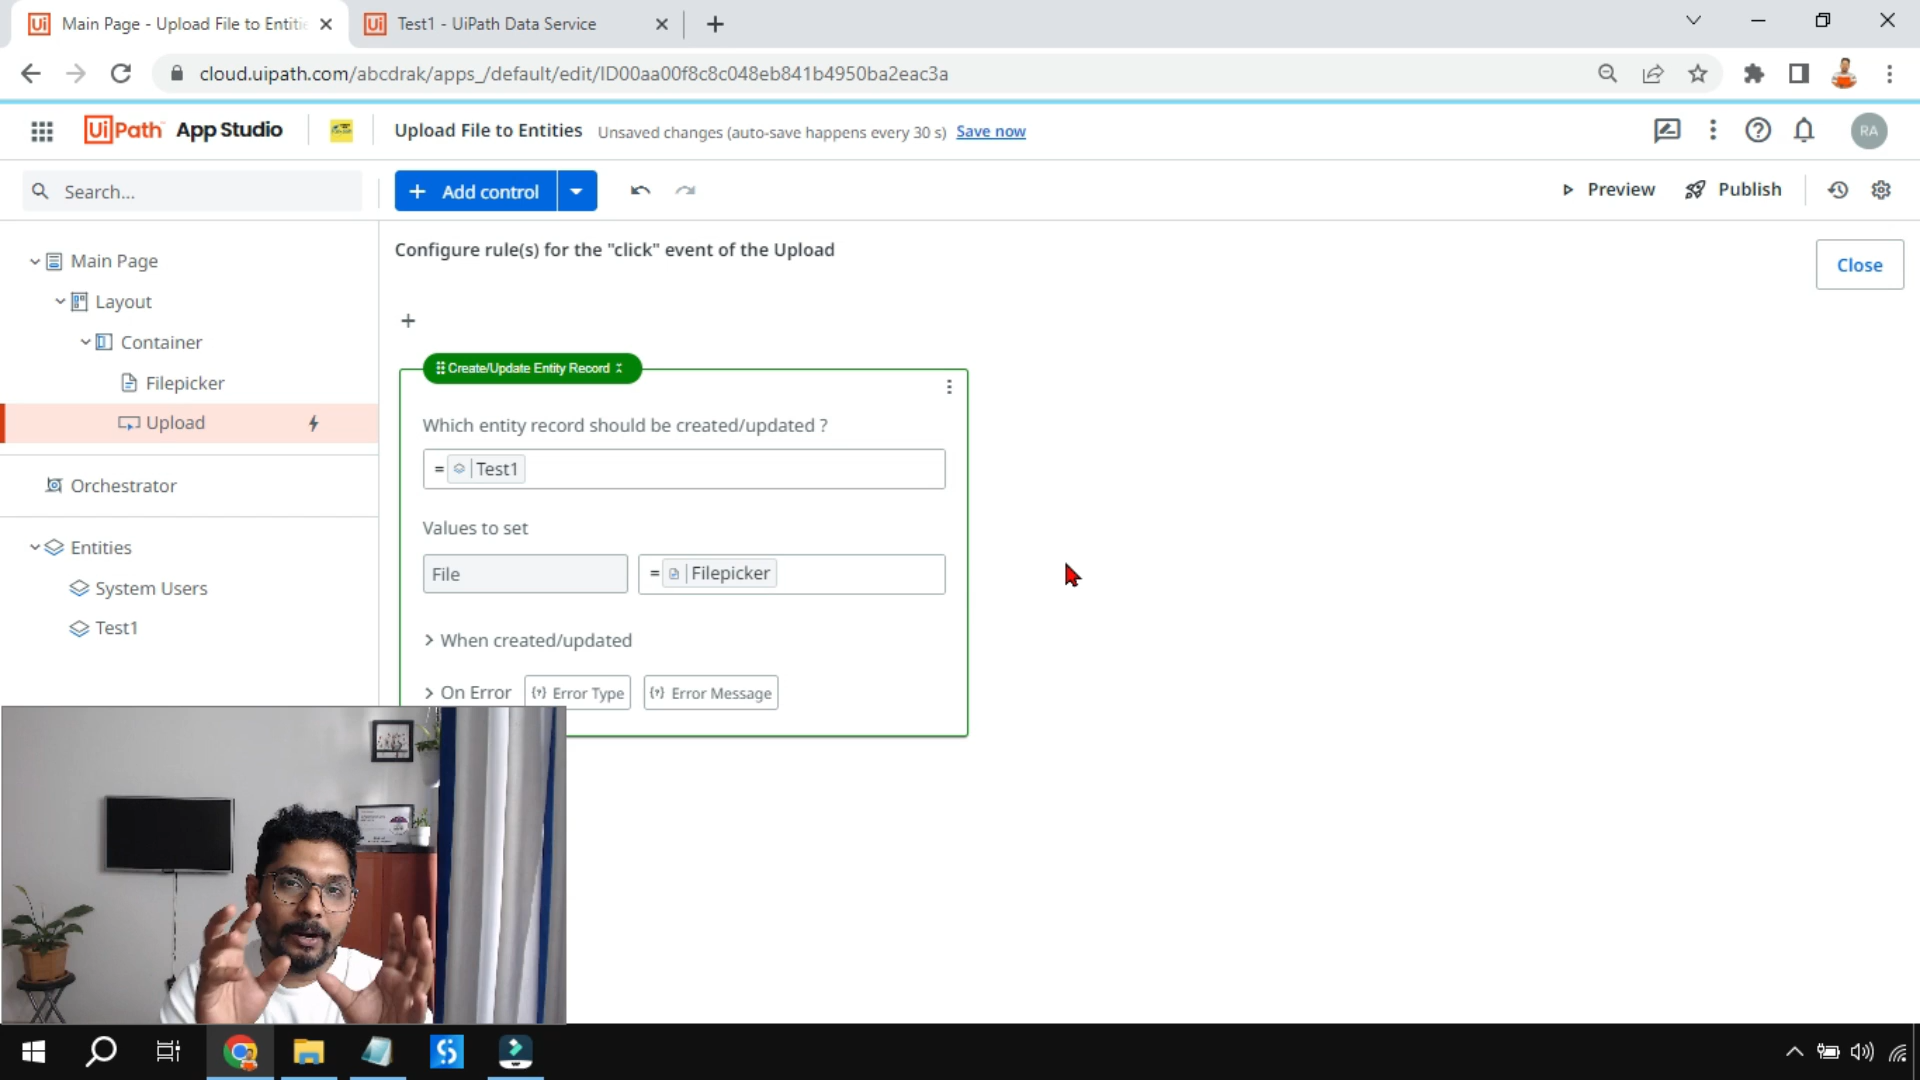 Main Page - Upload File to Entitie
Test1 - UiPath Data Service
cloud.uipath.com/abcdrak/apps_/default/edit/ID00aa00f8c8c048eb841b4950ba2eac3a
UiPath App Studio
Upload File to Entities
Unsaved changes (auto-save happens every 30 s) Save now
RA
Search...
+ Add control
Preview
Publish
Main Page
Layout
Container
Filepicker
Upload
Orchestrator
Entities
System Users
Test1
Configure rule(s) for the "click" event of the Upload
Close
+
Create/Update Entity Record
Which entity record should be created/updated ?
= Test1
Values to set
File
= Filepicker
When created/updated
On Error
Error Type
Error Message